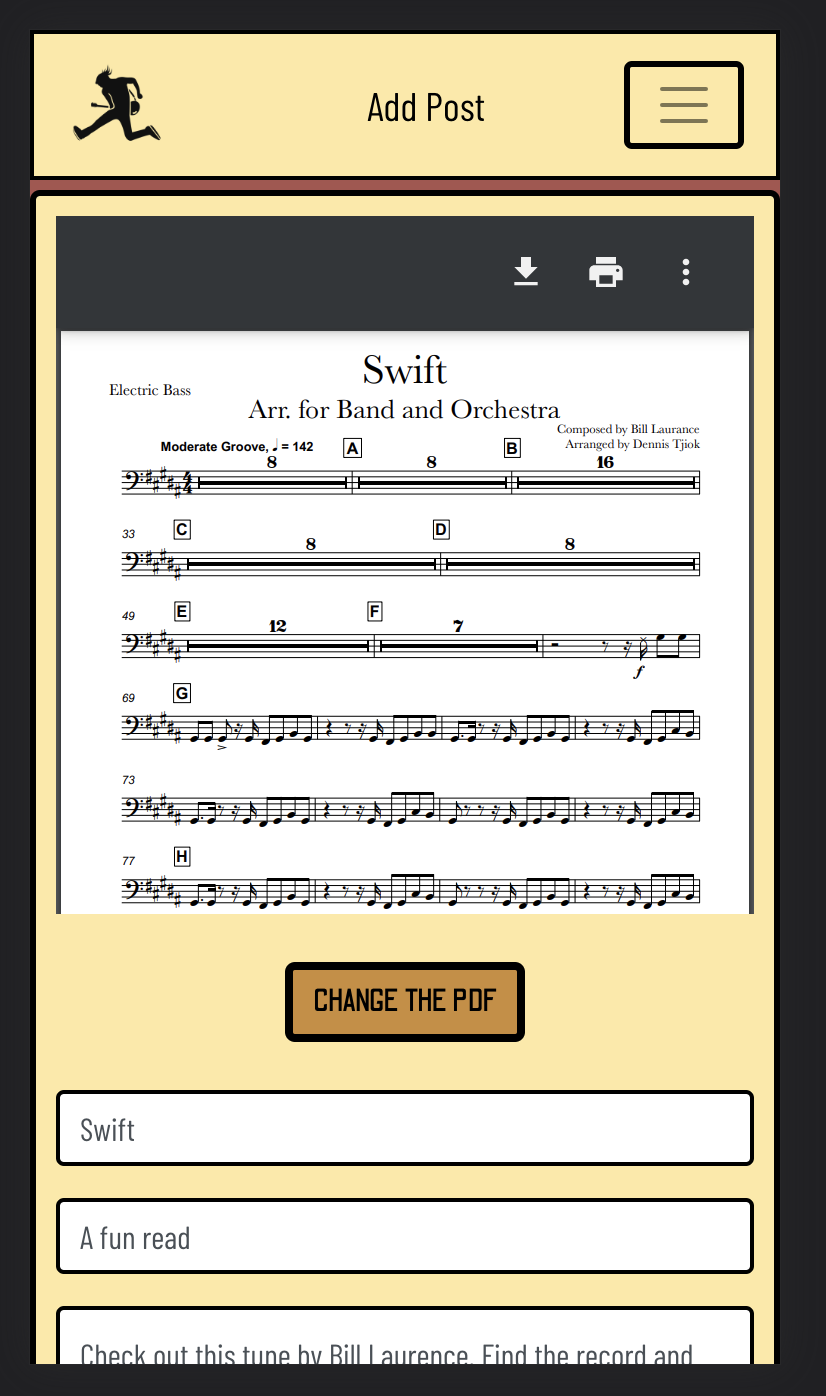 Add Post
Swift
Electric Bass
Arr. for Band and Orchestra
Composed by Bill Laurance
Arranged by Dennis Tjiok
Moderate Groove, ♩ = 142
A
B
8
8
16
33
C
D
8
8
49
E
F
12
7
f
69
G
73
77
H
CHANGE THE PDF
Swift
A fun read
Check out this tune by Bill Laurence. Find the record and